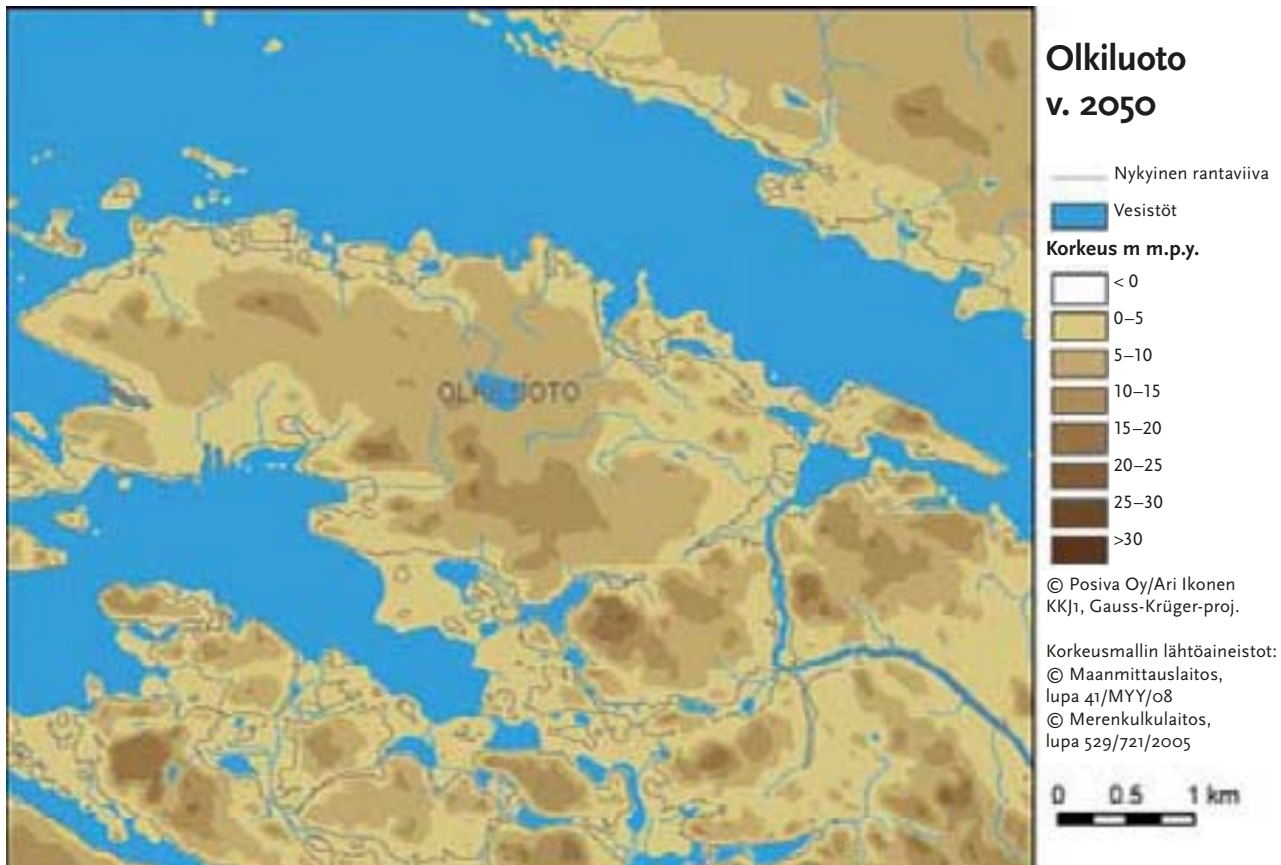 Olkiluoto
v. 2050
Nykyinen rantaviiva
Vesistöt
Korkeus m m.p.y.
< 0
0–5
5–10
10–15
15–20
20–25
25–30
>30
© Posiva Oy/Ari Ikonen
KKJ1, Gauss-Krüger-proj.
Korkeusmallin lähtöaineistot:
© Maanmittauslaitos,
lupa 41/MYY/08
© Merenkulkulaitos,
lupa 529/721/2005
0 0.5 1 km